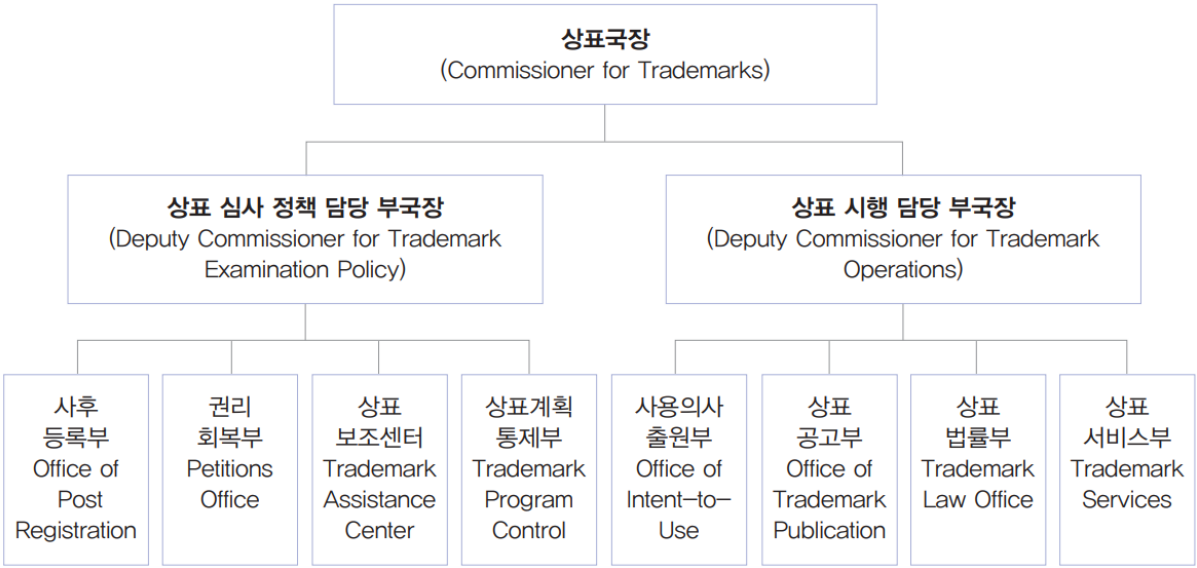 상표국장
(Commissioner for Trademarks)
상표 심사 정책 담당 부국장
(Deputy Commissioner for Trademark
Examination Policy)
상표 시행 담당 부국장
(Deputy Commissioner for Trademark
Operations)
사후
등록부
Office of
Post
Registration
권리
회복부
Petitions
Office
상표
보조센터
Trademark
Assistance
Center
상표계획
통제부
Trademark
Program
Control
사용의사
출원부
Office of
Intent-to-
Use
상표
공고부
Office of
Trademark
Publication
상표
법률부
Trademark
Law Office
상표
서비스부
Trademark
Services